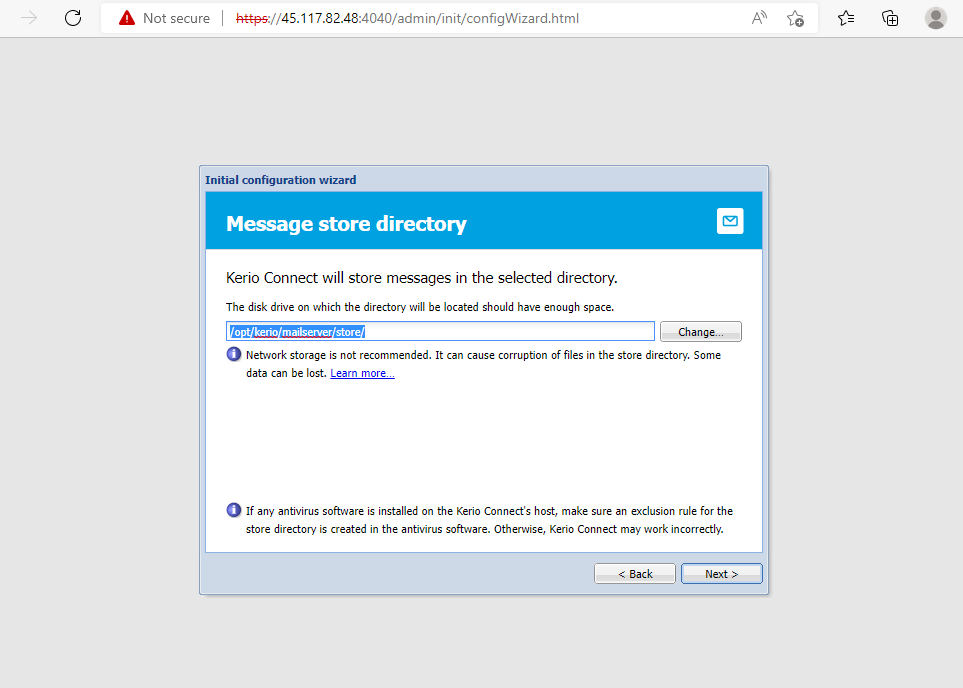 Not secure | https://45.117.82.48:4040/admin/init/configWizard.html
Initial configuration wizard
Message store directory
Kerio Connect will store messages in the selected directory.
The disk drive on which the directory will be located should have enough space.
/opt/kerio/mailserver/store/ Change...
Network storage is not recommended. It can cause corruption of files in the store directory. Some
data can be lost. Learn more...
If any antivirus software is installed on the Kerio Connect's host, make sure an exclusion rule for the
store directory is created in the antivirus software. Otherwise, Kerio Connect may work incorrectly.
< Back Next >